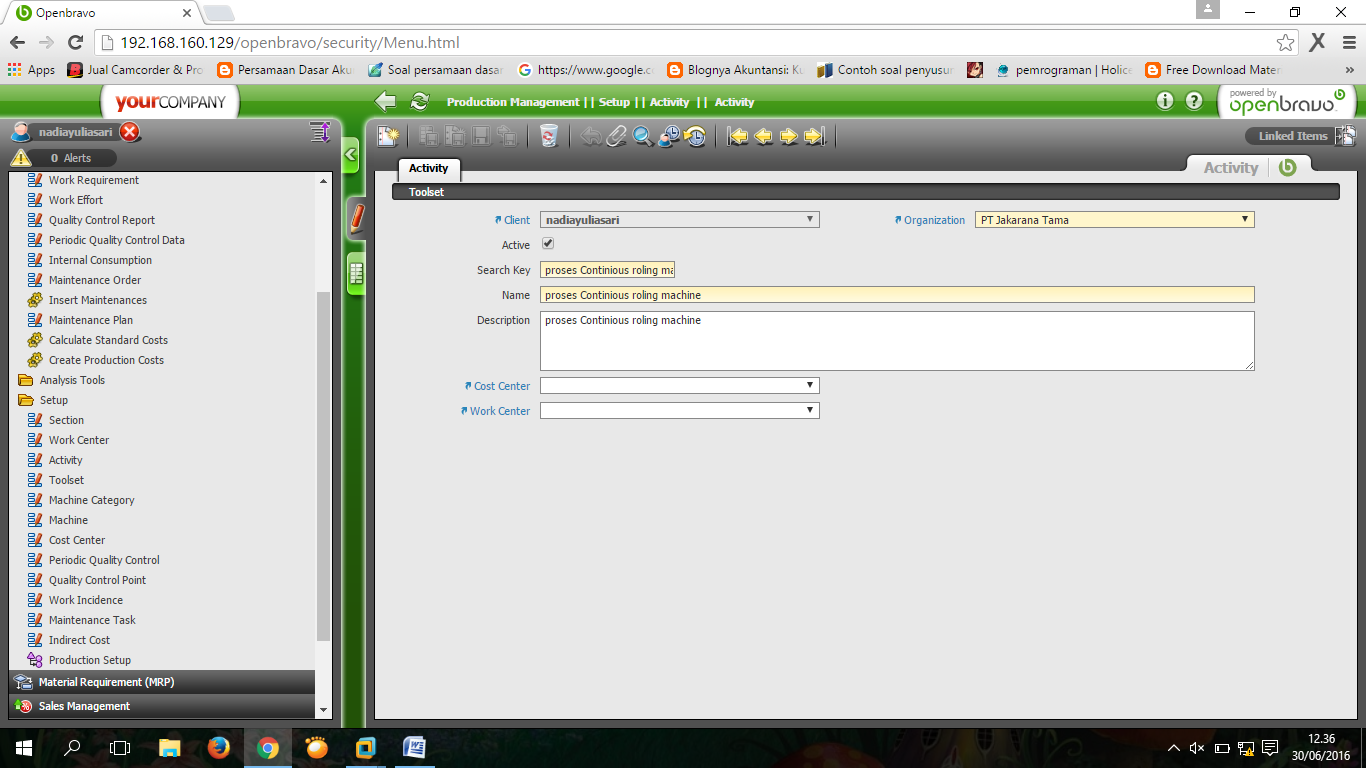 Openbravo
192.168.160.129/openbravo/security/Menu.html
Apps
Jual Camcorder & Pro
Persamaan Dasar Aku
Soal persamaan dasar
https://www.google.c
Blognya Akuntansi: Ku
Contoh soal penyusun
pemrograman | Holice
Free Download Mater
»
yourCOMPANY
Production Management || Setup || Activity || Activity
powered by
openbravo
nadiayuliasari
Linked Items
0 Alerts
Activity
Activity
Toolset
Work Requirement
Work Effort
Quality Control Report
Periodic Quality Control Data
Internal Consumption
Maintenance Order
Insert Maintenances
Maintenance Plan
Calculate Standard Costs
Create Production Costs
Analysis Tools
Setup
Section
Work Center
Activity
Toolset
Machine Category
Machine
Cost Center
Periodic Quality Control
Quality Control Point
Work Incidence
Maintenance Task
Indirect Cost
Production Setup
Material Requirement (MRP)
Sales Management
Client nadiayuliasari
Organization PT Jakarana Tama
Active
Search Key proses Continious roling ma
Name proses Continious roling machine
Description proses Continious roling machine
Cost Center
Work Center
12.36
30/06/2016